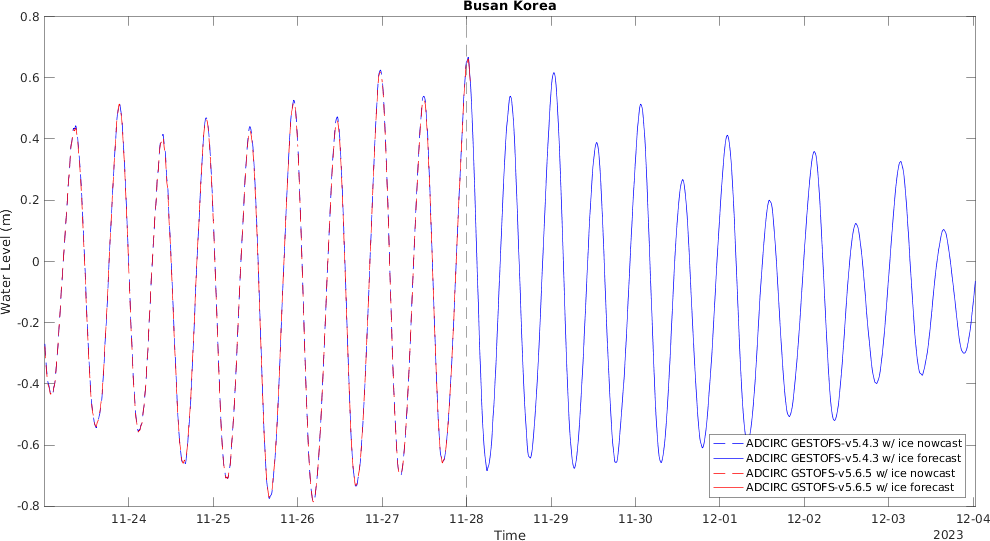 Busan Korea
0.8
0.6
0.4
0.2
0
-0.2
-0.4
-0.6
-0.8
Water Level (m)
ADCIRC GESTOFS-v5.4.3 w/ ice nowcast
ADCIRC GESTOFS-v5.4.3 w/ ice forecast
ADCIRC GSTOFS-v5.6.5 w/ ice nowcast
ADCIRC GSTOFS-v5.6.5 w/ ice forecast
11-24 11-25 11-26 11-27 11-28 11-29 11-30 12-01 12-02 12-03 12-04
Time
2023